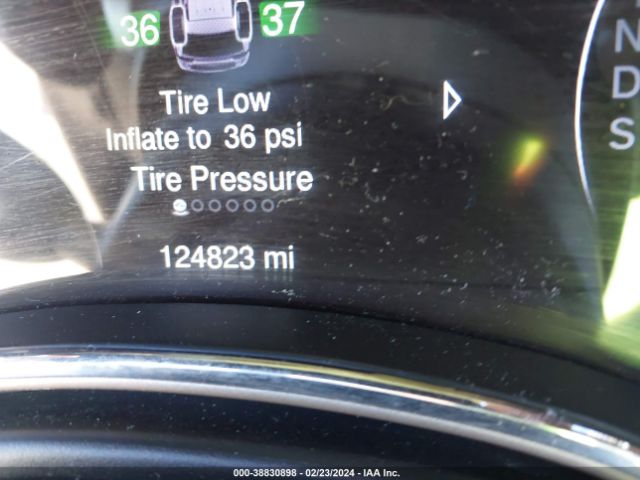 36 37
N
D
S
Tire Low
Inflate to 36 psi
Tire Pressure
124823 mi
000-38830898 - 02/23/2024 - IAA Inc.